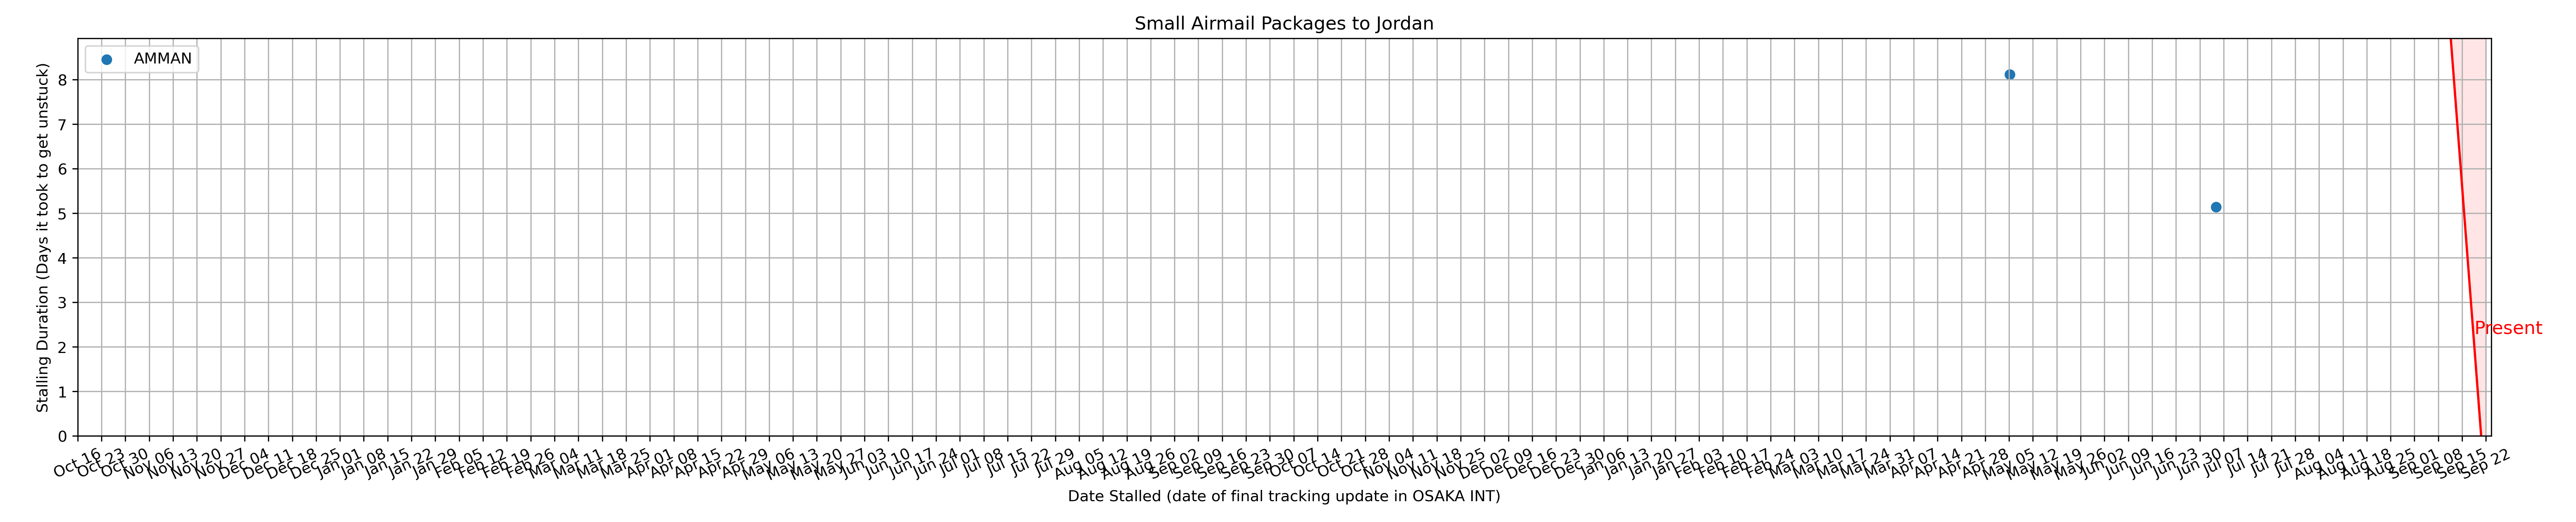 Small Airmail Packages to Jordan
AMMAN
Stalling Duration (Days it took to get unstuck)
8
7
6
5
4
3
2
1
0
Present
Oct 16
Oct 23
Oct 30
Nov 06
Nov 13
Nov 20
Nov 27
Dec 04
Dec 11
Dec 18
Dec 25
Jan 01
Jan 08
Jan 15
Jan 22
Jan 29
Feb 05
Feb 12
Feb 19
Feb 26
Mar 04
Mar 11
Mar 18
Mar 25
Apr 01
Apr 08
Apr 15
Apr 22
Apr 29
May 06
May 13
May 20
May 27
Jun 03
Jun 10
Jun 17
Jun 24
Jul 01
Jul 08
Jul 15
Jul 22
Jul 29
Aug 05
Aug 12
Aug 19
Aug 26
Sep 02
Sep 09
Sep 16
Sep 23
Sep 30
Oct 07
Oct 14
Oct 21
Oct 28
Nov 04
Nov 11
Nov 18
Nov 25
Dec 02
Dec 09
Dec 16
Dec 23
Dec 30
Jan 06
Jan 13
Jan 20
Jan 27
Feb 03
Feb 10
Feb 17
Feb 24
Mar 03
Mar 10
Mar 17
Mar 24
Mar 31
Apr 07
Apr 14
Apr 21
Apr 28
May 05
May 12
May 19
May 26
Jun 02
Jun 09
Jun 16
Jun 23
Jun 30
Jul 07
Jul 14
Jul 21
Jul 28
Aug 04
Aug 11
Aug 18
Aug 25
Sep 01
Sep 08
Sep 15
Sep 22
Date Stalled (date of final tracking update in OSAKA INT)